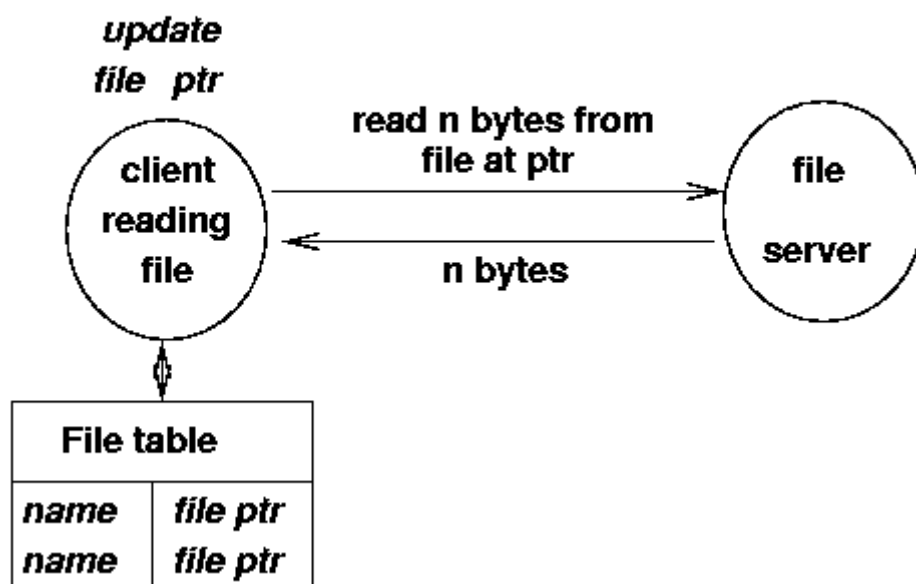 update
file ptr
client
reading
file
read n bytes from
file at ptr
n bytes
file
server
File table
name file ptr
name file ptr